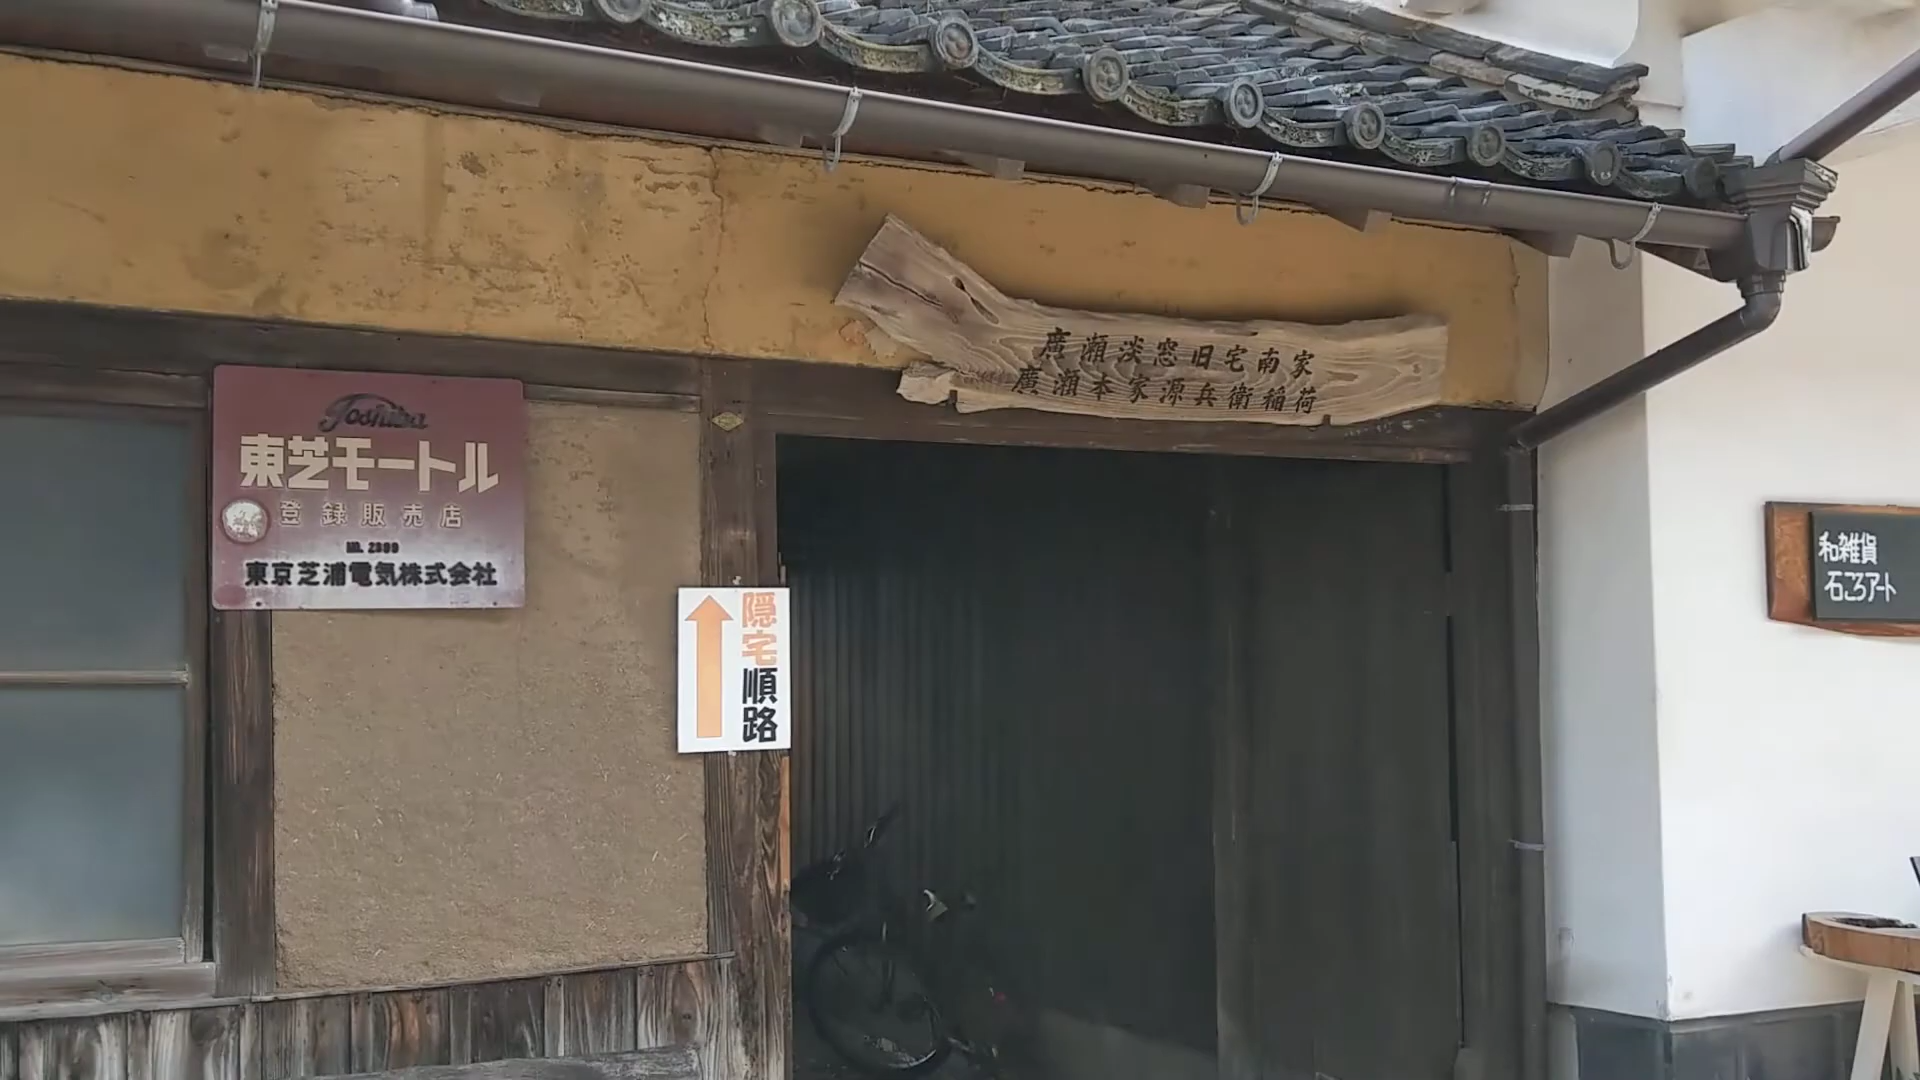 Toshiba
東芝モートル
登録販売店
東京芝浦電気株式会社
廣瀬淡窓旧宅南家
廣瀬本家源兵衛稲荷
隠宅順路
和雑貨
石ころアート